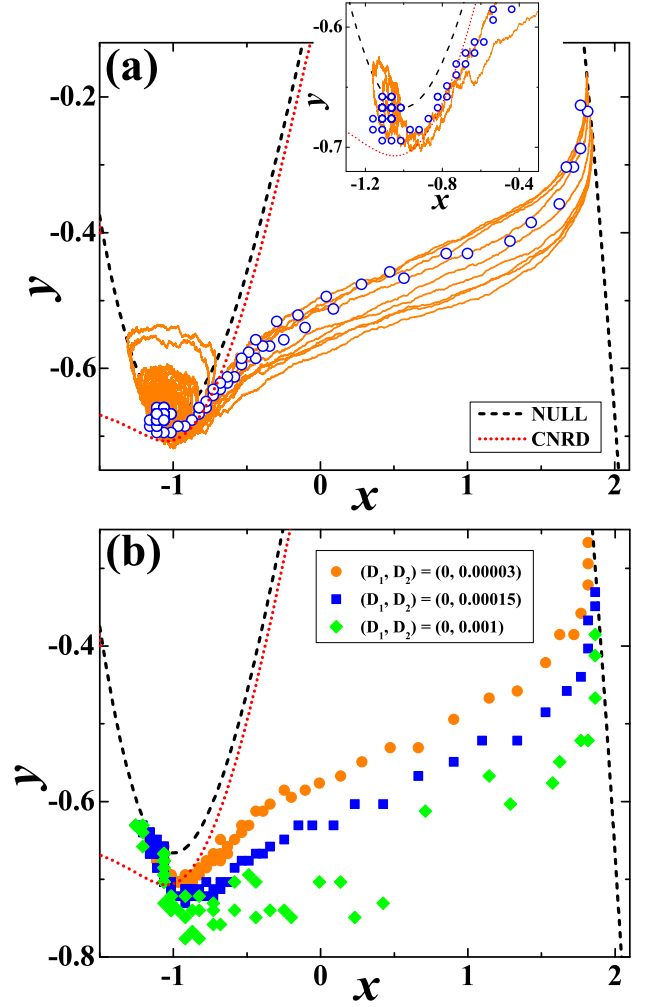 (a)
-0.6
-0.7
y
-1.2 -0.8 -0.4
x
-0.2
-0.4
-0.6
y
NULL
CNRD
-1 0 1 2
x
(b)
(D1, D2) = (0, 0.00003)
(D1, D2) = (0, 0.00015)
(D1, D2) = (0, 0.001)
-0.4
-0.6
-0.8
y
-1 0 1 2
x